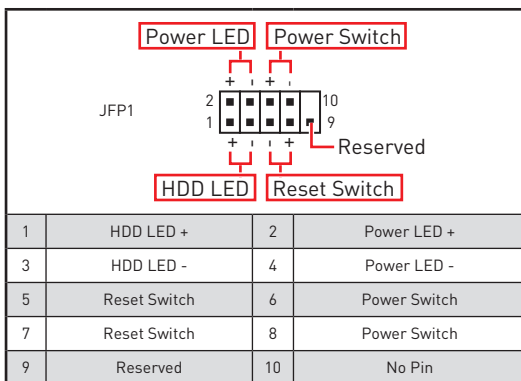 Power LED Power Switch
+ - + -
JFP1
2 10
1 9
+ - - +
Reserved
HDD LED Reset Switch
1 HDD LED + 2 Power LED +
3 HDD LED - 4 Power LED -
5 Reset Switch 6 Power Switch
7 Reset Switch 8 Power Switch
9 Reserved 10 No Pin